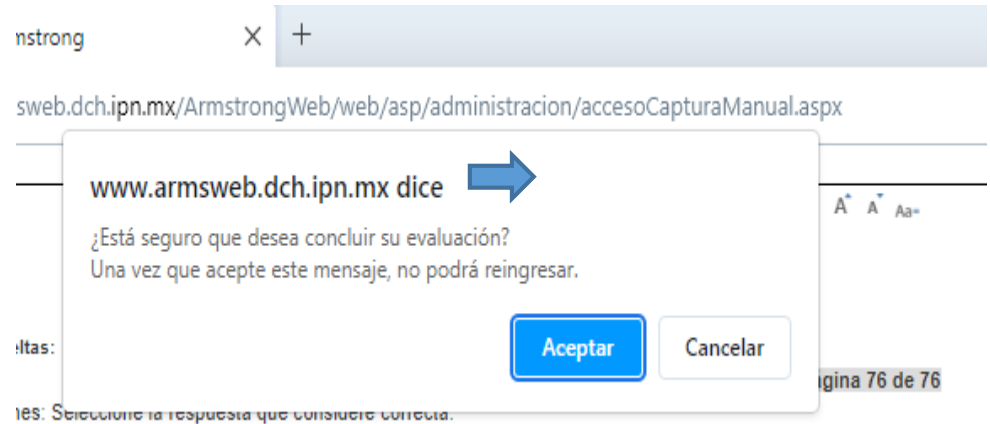 mstrong
sweb.dch.ipn.mx/ArmstrongWeb/web/asp/administracion/accesoCapturaManual.aspx
www.armsweb.dch.ipn.mx dice
A A Aa=
¿Está seguro que desea concluir su evaluación?
Una vez que acepte este mensaje, no podrá reingresar.
Aceptar Cancelar
eltas:
gina 76 de 76
nes: Seleccione la respuesta que considere correcta.